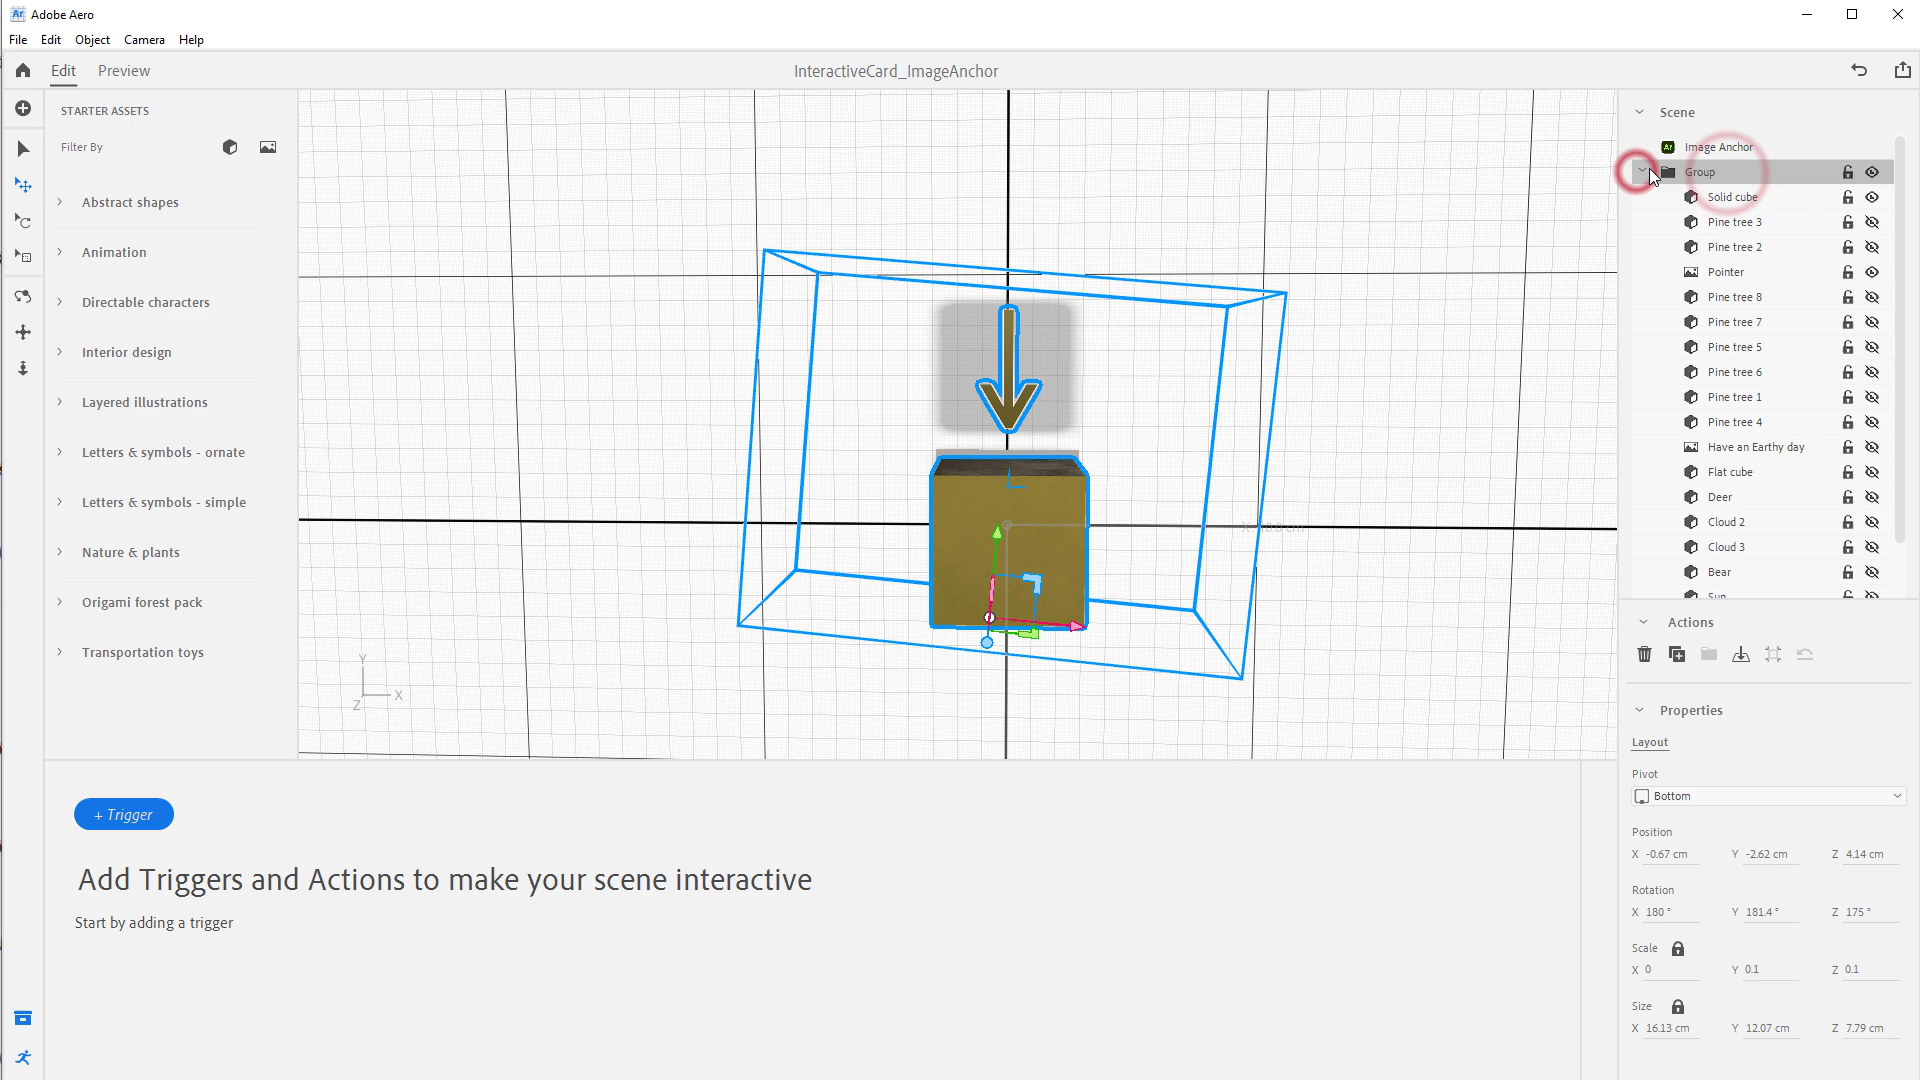 Ar Adobe Aero
File Edit Object Camera Help
Edit Preview InteractiveCard_ImageAnchor
STARTER ASSETS
Filter By
Abstract shapes
Animation
Directable characters
Interior design
Layered illustrations
Letters & symbols - ornate
Letters & symbols - simple
Nature & plants
Origami forest pack
Transportation toys
Y
X
Z
Scene
Image Anchor
Group
Solid cube
Pine tree 3
Pine tree 2
Pointer
Pine tree 8
Pine tree 7
Pine tree 5
Pine tree 6
Pine tree 1
Pine tree 4
Have an Earthy day
Flat cube
Deer
Cloud 2
Cloud 3
Bear
Sun
Actions
Properties
Layout
Pivot
Bottom
Position
X -0.67 cm Y -2.62 cm Z 4.14 cm
Rotation
X 180° Y 181.4° Z 175°
Scale
X 0 Y 0.1 Z 0.1
Size
X 16.13 cm Y 12.07 cm Z 7.79 cm
+ Trigger
Add Triggers and Actions to make your scene interactive
Start by adding a trigger